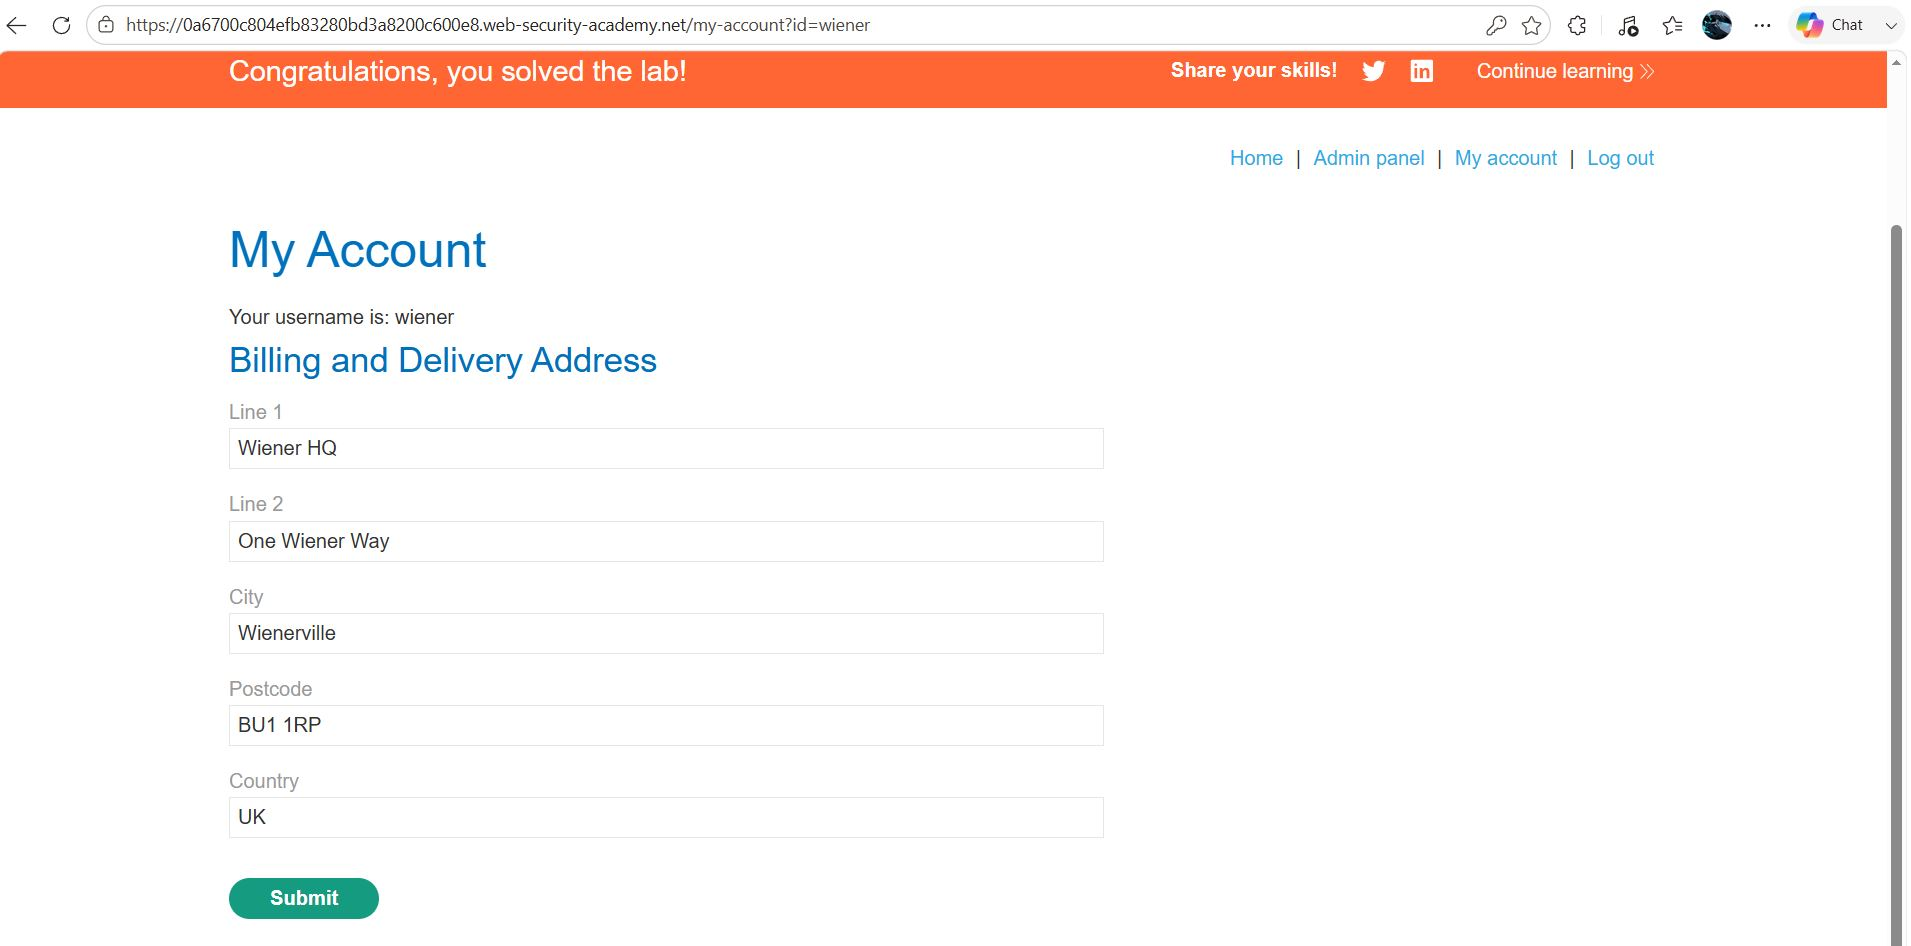 https://0a6700c804efb83280bd3a8200c600e8.web-security-academy.net/my-account?id=wiener
Chat
Congratulations, you solved the lab! Share your skills! Continue learning
Home | Admin panel | My account | Log out
My Account
Your username is: wiener
Billing and Delivery Address
Line 1
Wiener HQ
Line 2
One Wiener Way
City
Wienerville
Postcode
BU1 1RP
Country
UK
Submit